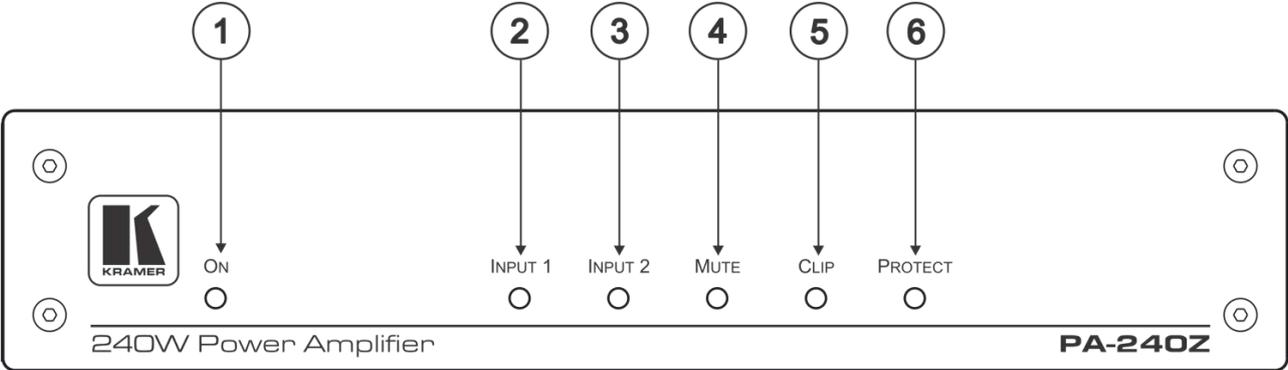 1 2 3 4 5 6
KRAMER
ON INPUT 1 INPUT 2 MUTE CLIP PROTECT
240W Power Amplifier PA-240Z